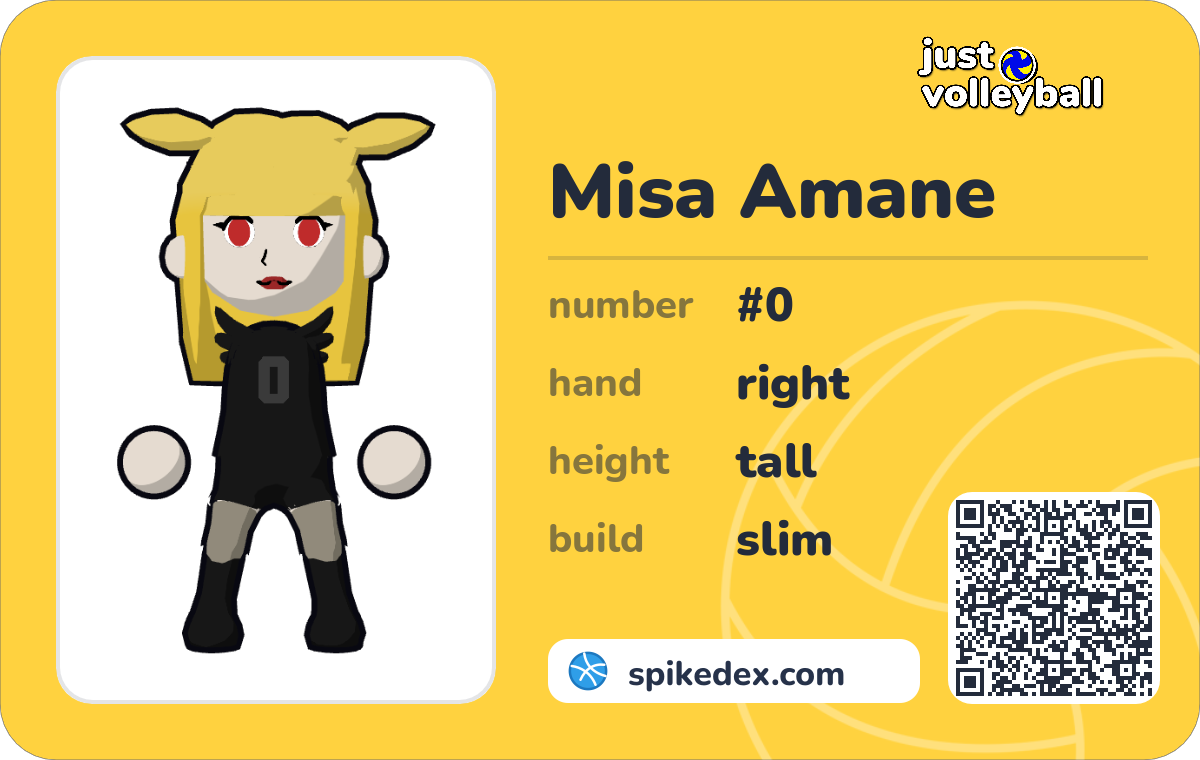 just
volleyball
Misa Amane
number #0
hand right
height tall
build slim
0
spikedex.com